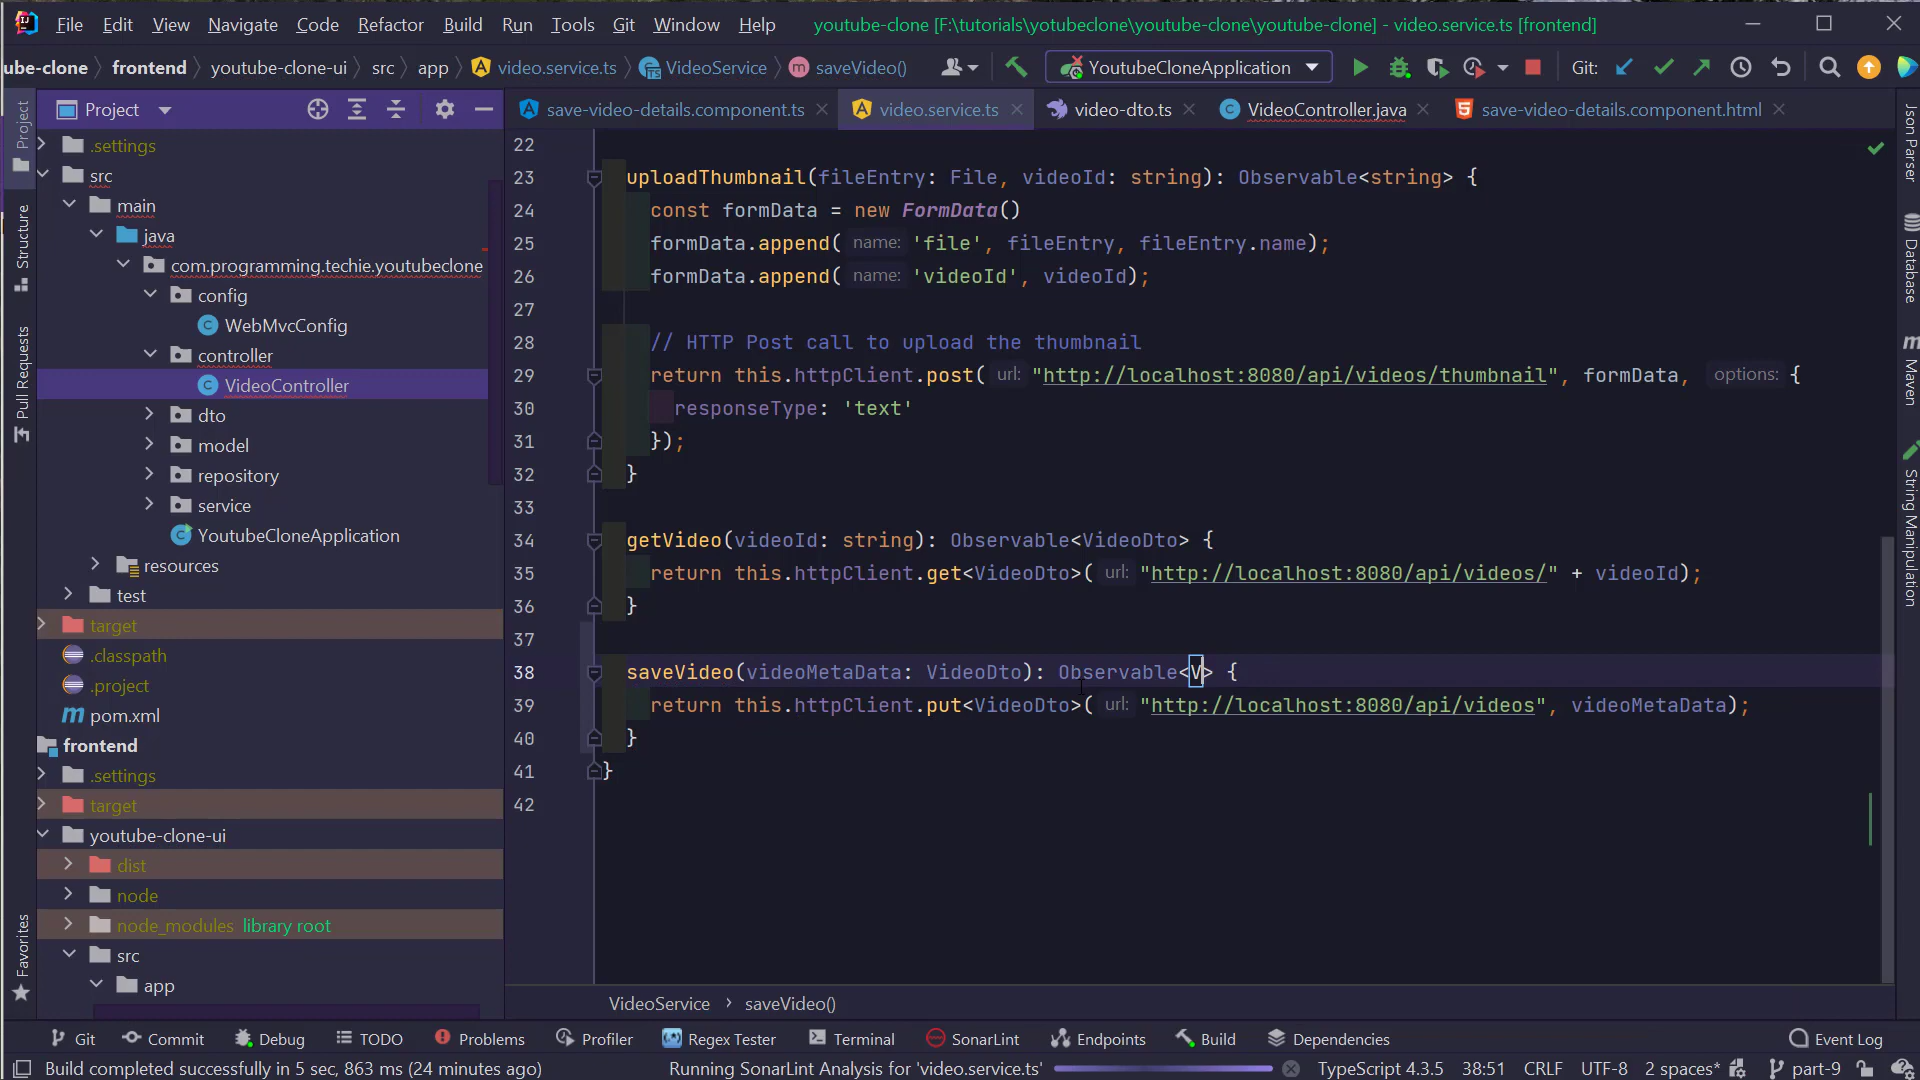 File Edit View Navigate Code Refactor Build Run Tools Git Window Help youtube-clone [F:\tutorials\yotubeclone\youtube-clone\youtube-clone] - video.service.ts [frontend]
ube-clone frontend youtube-clone-ui src app video.service.ts VideoService saveVideo() YoutubeCloneApplication Git:
Project
save-video-details.component.ts video.service.ts video-dto.ts VideoController.java save-video-details.component.html
Project
Structure
Pull Requests
Favorites
.settings
src
main
java
com.programming.techie.youtubeclone
config
WebMvcConfig
controller
VideoController
dto
model
repository
service
YoutubeCloneApplication
resources
test
target
.classpath
.project
pom.xml
frontend
.settings
target
youtube-clone-ui
dist
node
node_modules library root
src
app
22
23 uploadThumbnail(fileEntry: File, videoId: string): Observable<string> {
24 const formData = new FormData()
25 formData.append( name: 'file', fileEntry, fileEntry.name);
26 formData.append( name: 'videoId', videoId);
27
28 // HTTP Post call to upload the thumbnail
29 return this.httpClient.post( url: "http://localhost:8080/api/videos/thumbnail", formData, options: {
30 responseType: 'text'
31 });
32 }
33
34 getVideo(videoId: string): Observable<VideoDto> {
35 return this.httpClient.get<VideoDto>( url: "http://localhost:8080/api/videos/" + videoId);
36 }
37
38 saveVideo(videoMetaData: VideoDto): Observable<V> {
39 return this.httpClient.put<VideoDto>( url: "http://localhost:8080/api/videos", videoMetaData);
40 }
41 }
42
VideoService saveVideo()
Json Parser
Database
Maven
String Manipulation
Git Commit Debug TODO Problems Profiler Regex Tester Terminal SonarLint Endpoints Build Dependencies Event Log
Build completed successfully in 5 sec, 863 ms (24 minutes ago) Running SonarLint Analysis for 'video.service.ts' TypeScript 4.3.5 38:51 CRLF UTF-8 2 spaces* part-9